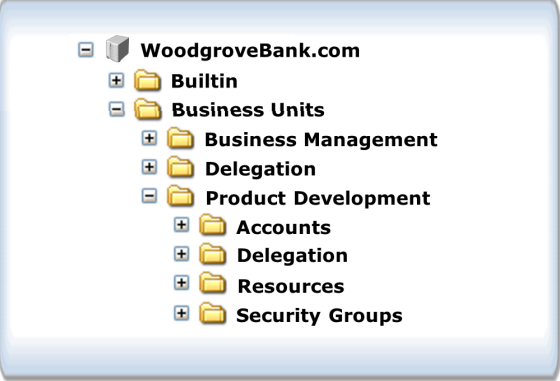 WoodgroveBank.com
Builtin
Business Units
Business Management
Delegation
Product Development
Accounts
Delegation
Resources
Security Groups